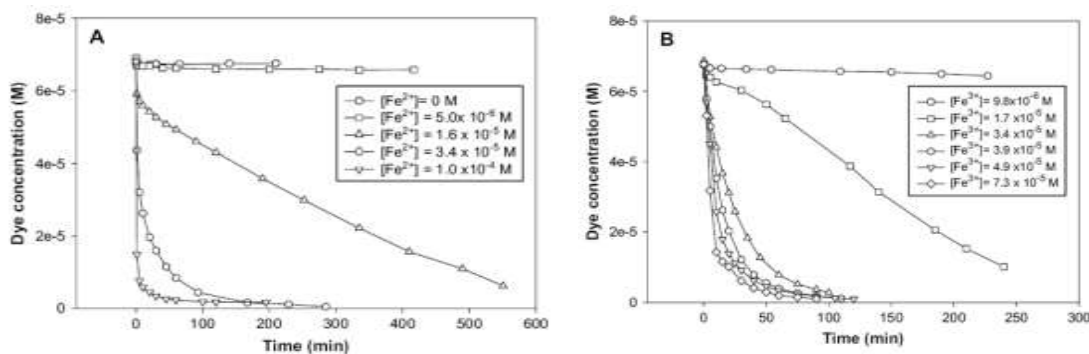 A
Dye concentration (M)
8e-5
6e-5
4e-5
2e-5
0
[Fe²⁺]= 0 M
[Fe²⁺] = 5.0x 10⁻⁶ M
[Fe²⁺] = 1.6 x 10⁻⁵ M
[Fe²⁺] = 3.4 x 10⁻⁵ M
[Fe²⁺] = 1.0 x10⁻⁴ M
0 100 200 300 400 500 600
Time (min)
B
Dye concentration (M)
8e-5
6e-5
4e-5
2e-5
0
[Fe³⁺]= 9.8x10⁻⁶ M
[Fe³⁺]= 1.7 x10⁻⁵ M
[Fe³⁺]= 3.4 x10⁻⁵ M
[Fe³⁺]= 3.9 x10⁻⁵ M
[Fe³⁺]= 4.9 x10⁻⁵ M
[Fe³⁺]= 7.3 x 10⁻⁵ M
0 50 100 150 200 250 300
Time (min)